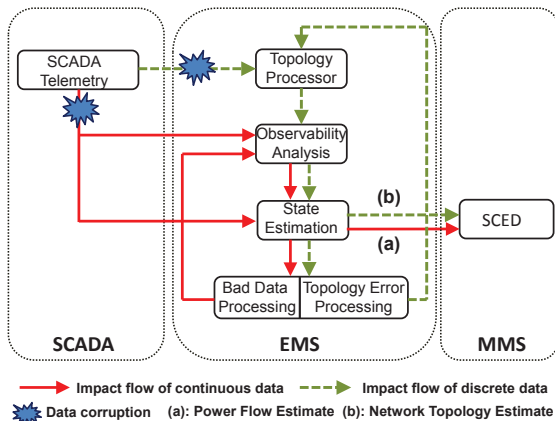 SCADA
Telemetry
Topology
Processor
Observability
Analysis
State
Estimation
(b)
(a)
SCED
Bad Data
Processing
Topology Error
Processing
SCADA
EMS
MMS
Impact flow of continuous data
Impact flow of discrete data
Data corruption
(a): Power Flow Estimate
(b): Network Topology Estimate